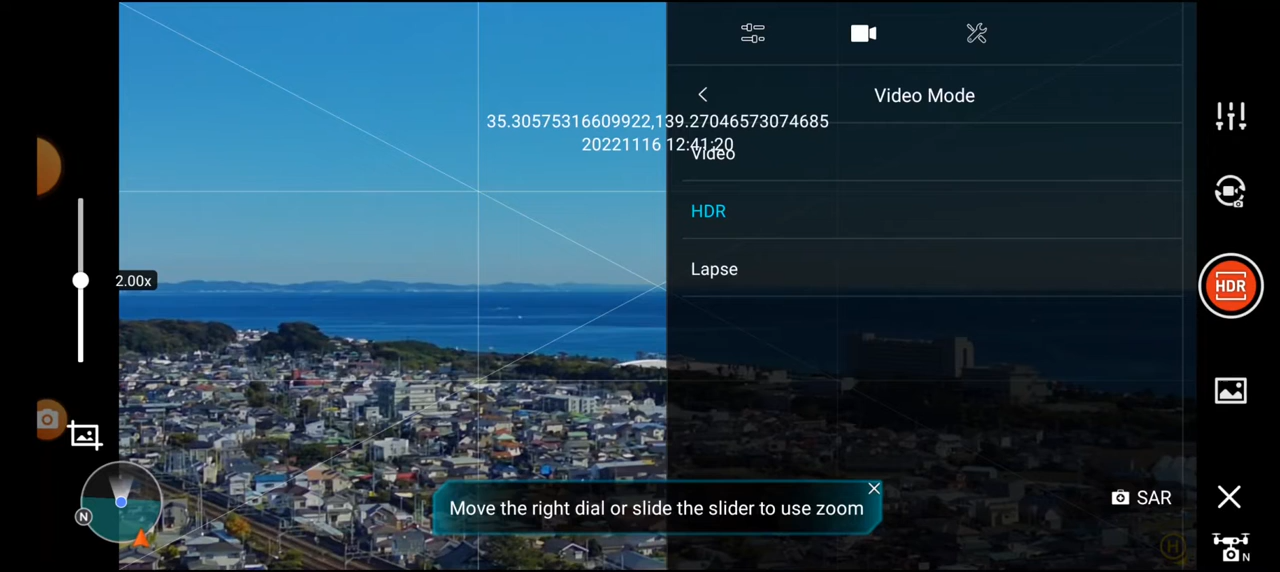 Video Mode
35.30575316609922,139.27046573074685
20221116 12:41:20
Video
HDR
Lapse
2.00x
HDR
N
Move the right dial or slide the slider to use zoom
SAR
H
N